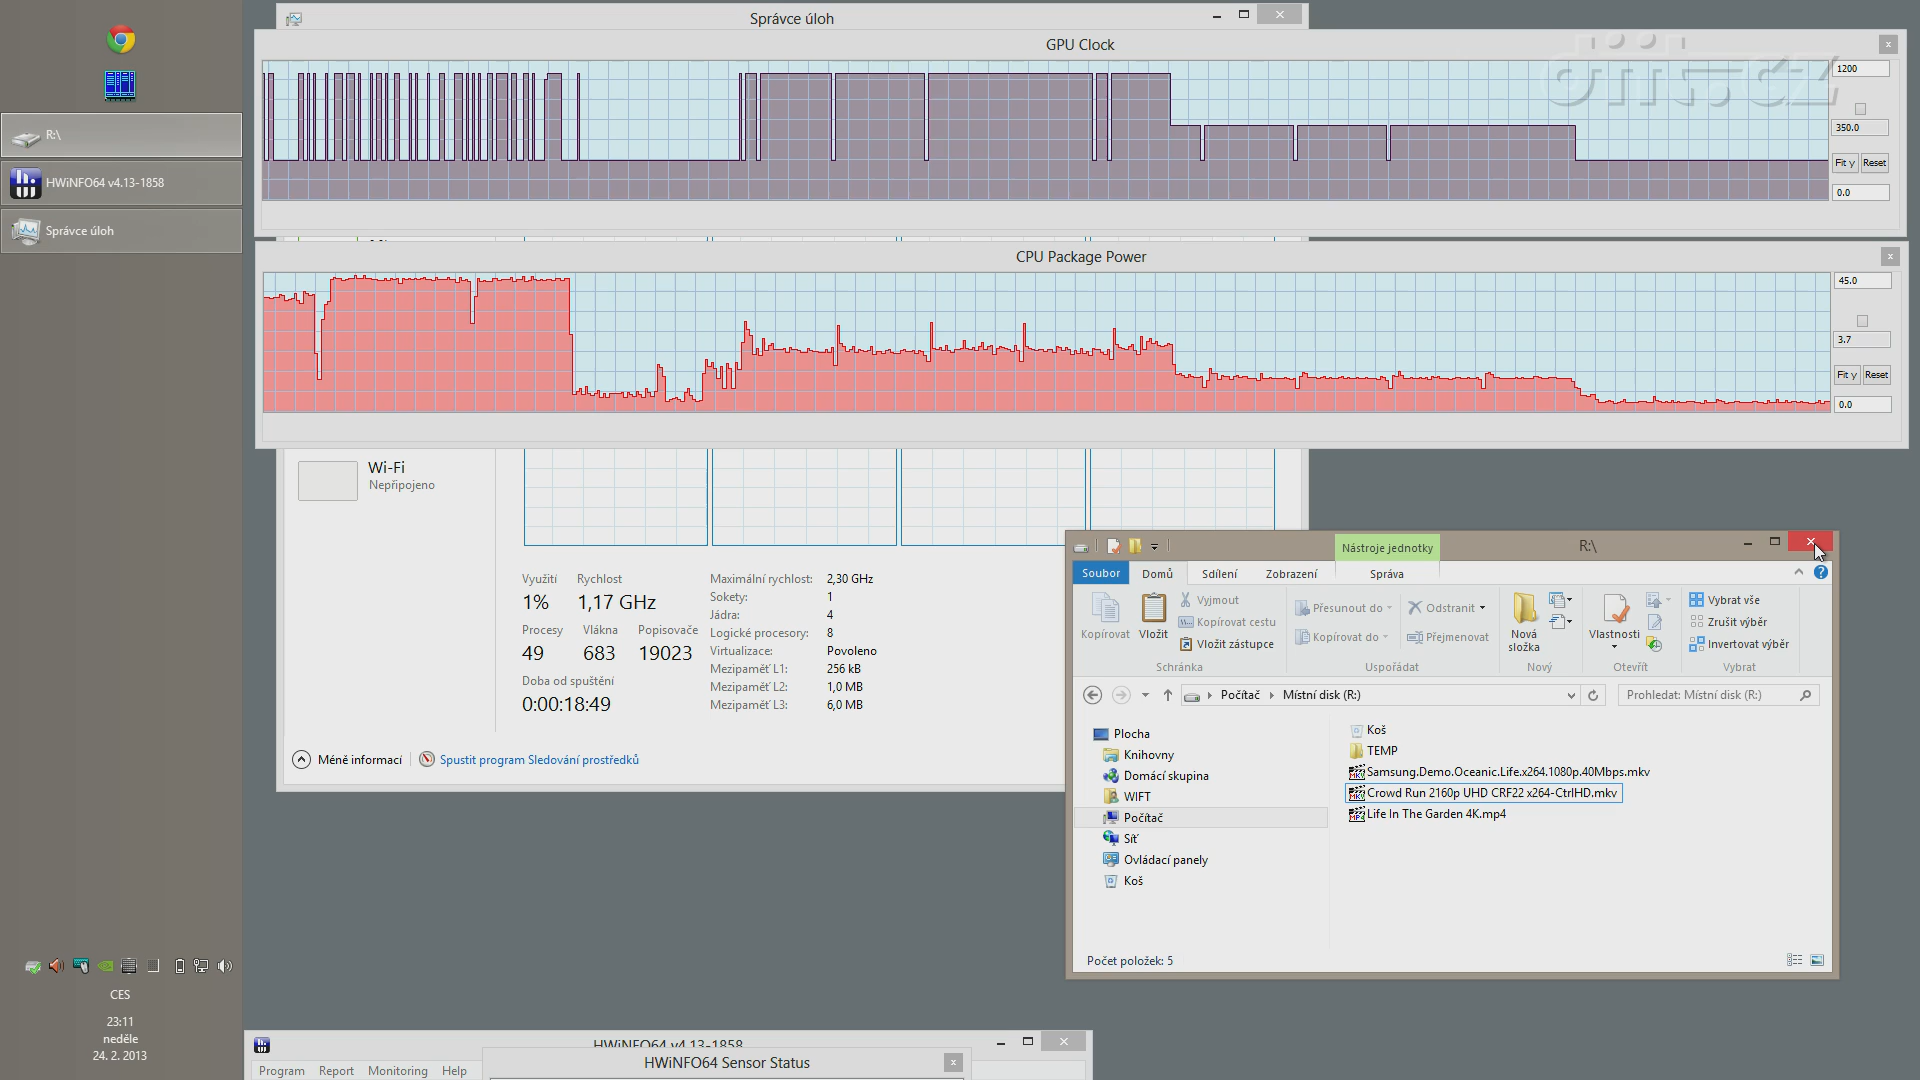 Správce úloh
GPU Clock
1200
350.0
Fit y
Reset
0.0
diit.cz
R:\
HWiNFO64 v4.13-1858
Správce úloh
CPU Package Power
45.0
3.7
Fit y
Reset
0.0
Wi-Fi
Nepřipojeno
Využití
Rychlost
1%
1,17 GHz
Procesy
Vlákna
Popisovače
49
683
19023
Doba od spuštění
0:00:18:49
Maximální rychlost: 2,30 GHz
Sokety: 1
Jádra: 4
Logické procesory: 8
Virtualizace: Povoleno
Mezipaměť L1: 256 kB
Mezipaměť L2: 1,0 MB
Mezipaměť L3: 6,0 MB
Méně informací
Spustit program Sledování prostředků
Nástroje jednotky
R:\
Soubor
Domů
Sdílení
Zobrazení
Správa
Kopírovat
Vložit
Vyjmout
Kopírovat cestu
Vložit zástupce
Schránka
Přesunout do
Kopírovat do
Odstranit
Přejmenovat
Uspořádat
Nová
složka
Nový
Vlastnosti
Otevřít
Vybrat vše
Zrušit výběr
Invertovat výběr
Vybrat
Počítač
Místní disk (R:)
Prohledat: Místní disk (R:)
Plocha
Knihovny
Domácí skupina
WIFT
Počítač
Síť
Ovládací panely
Koš
Koš
TEMP
Samsung.Demo.Oceanic.Life.x264.1080p.40Mbps.mkv
Crowd Run 2160p UHD CRF22 x264-CtrlHD.mkv
Life In The Garden 4K.mp4
Počet položek: 5
CES
23:11
neděle
24. 2. 2013
HWiNFO64 v4.13-1858
Program
Report
Monitoring
Help
HWiNFO64 Sensor Status